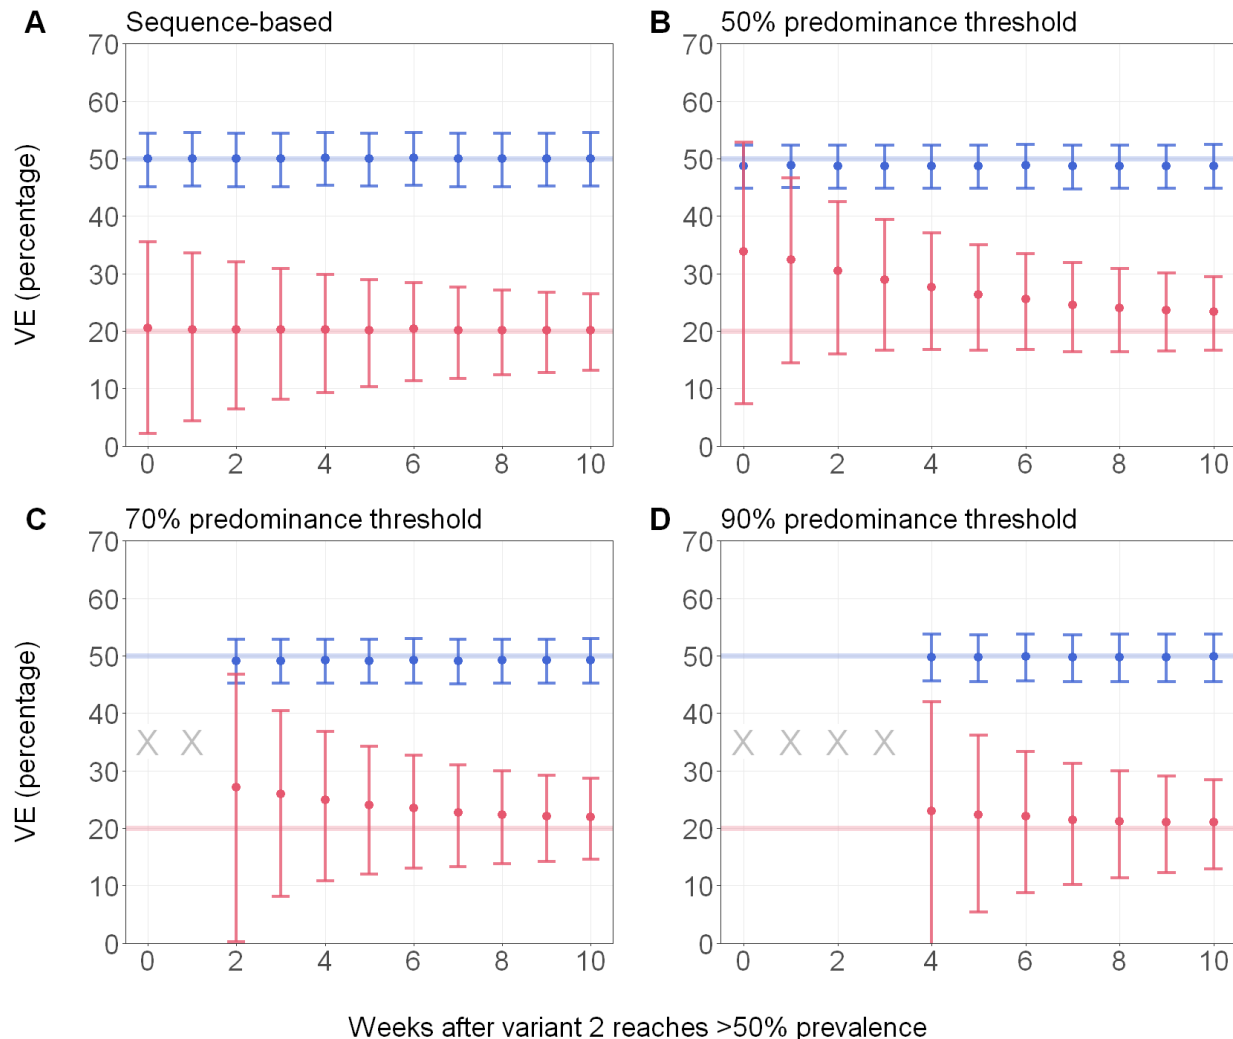 A Sequence-based
VE (percentage)
70
60
50
40
30
20
10
0
0 2 4 6 8 10
B 50% predominance threshold
70
60
50
40
30
20
10
0
0 2 4 6 8 10
C 70% predominance threshold
VE (percentage)
70
60
50
40
30
20
10
0
X X
0 2 4 6 8 10
D 90% predominance threshold
70
60
50
40
30
20
10
0
X X X X
0 2 4 6 8 10
Weeks after variant 2 reaches >50% prevalence